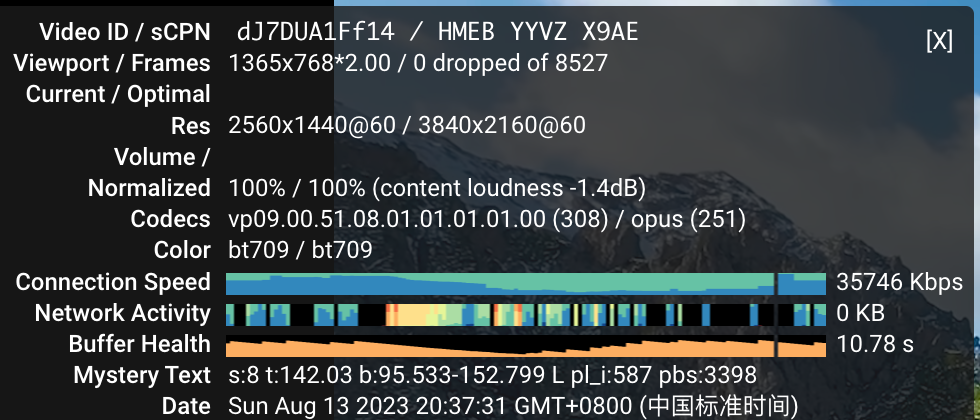 Video ID / sCPN dJ7DUA1Ff14 / HMEB YYVZ X9AE
[X]
Viewport / Frames 1365x768*2.00 / 0 dropped of 8527
Current / Optimal
Res 2560x1440@60 / 3840x2160@60
Volume /
Normalized 100% / 100% (content loudness -1.4dB)
Codecs vp09.00.51.08.01.01.01.01.00 (308) / opus (251)
Color bt709 / bt709
Connection Speed 35746 Kbps
Network Activity 0 KB
Buffer Health 10.78 s
Mystery Text s:8 t:142.03 b:95.533-152.799 L pl_i:587 pbs:3398
Date Sun Aug 13 2023 20:37:31 GMT+0800 (中国标准时间)